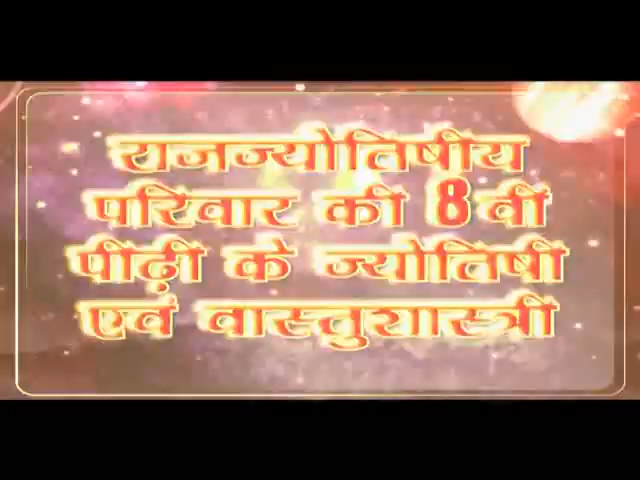 राजज्योतिषीय
परिवार की 8 वीं
पीढ़ी के ज्योतिषी
एवं वास्तुशास्त्री